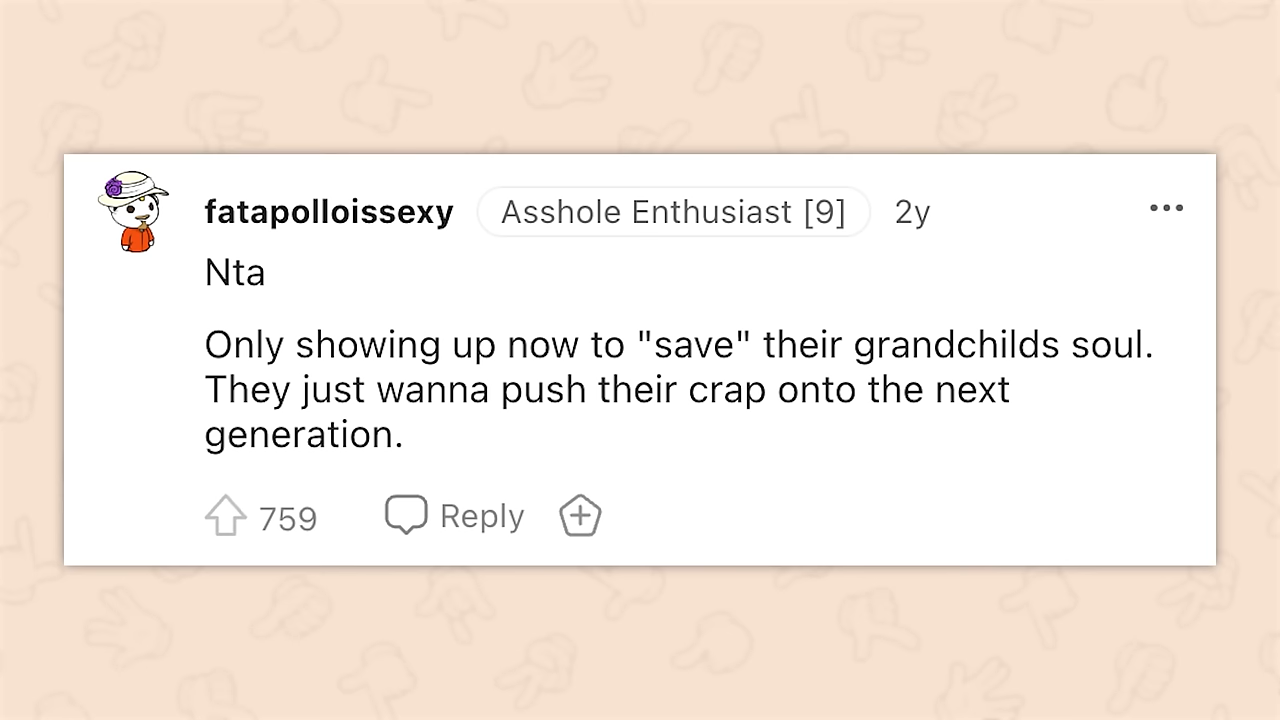 fatapolloissexy Asshole Enthusiast [9] 2y
Nta
Only showing up now to "save" their grandchilds soul.
They just wanna push their crap onto the next
generation.
759 Reply